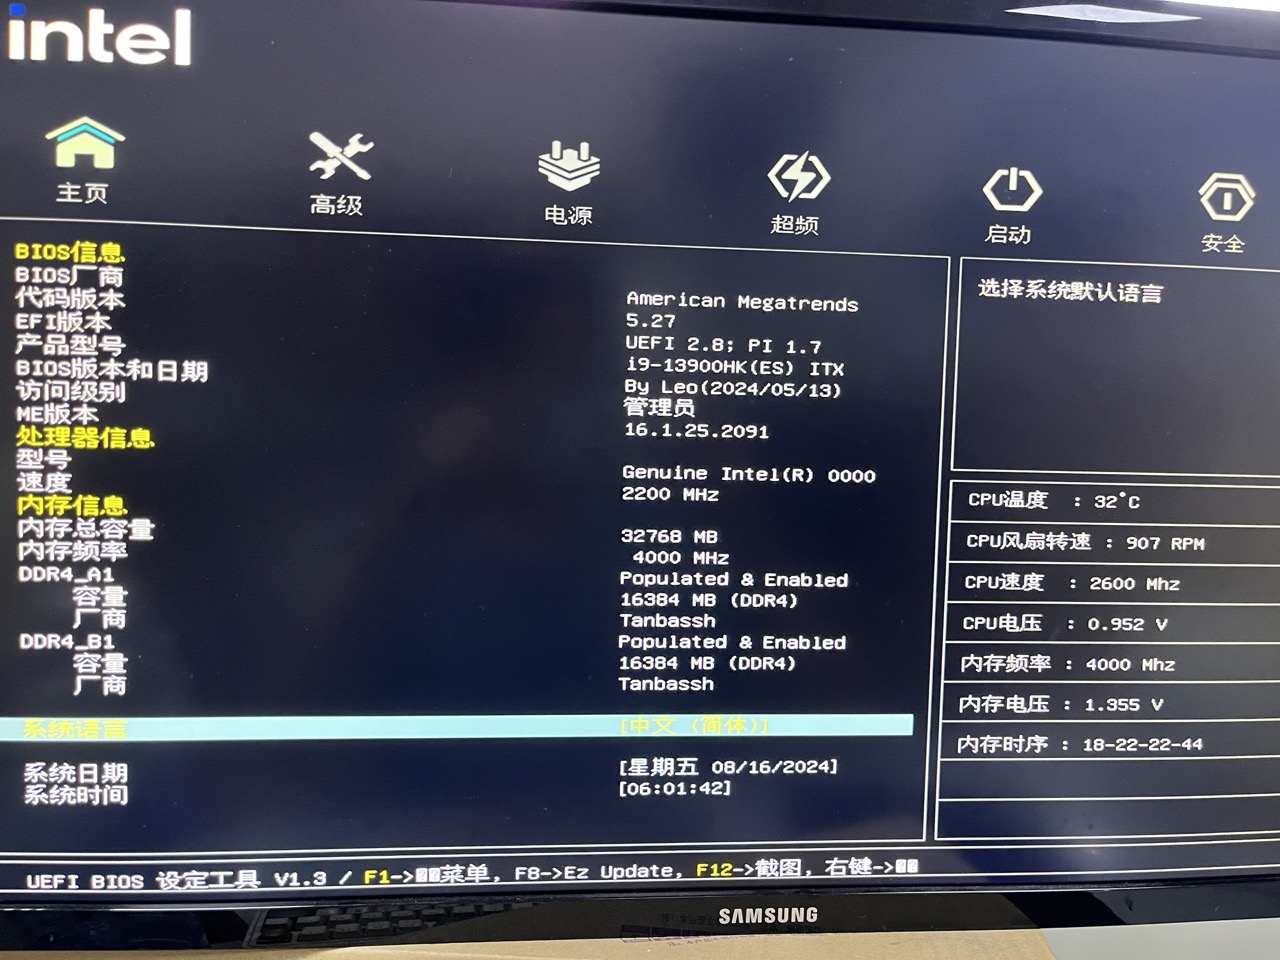 intel
主页
高级
电源
超频
启动
安全
BIOS信息
BIOS厂商 American Megatrends
代码版本 5.27
EFI版本 UEFI 2.8; PI 1.7
产品型号 i9-13900HK(ES) ITX
BIOS版本和日期 By Leo(2024/05/13)
访问级别 管理员
ME版本 16.1.25.2091
处理器信息
型号 Genuine Intel(R) 0000
速度 2200 MHz
内存信息
内存总容量 32768 MB
内存频率 4000 MHz
DDR4_A1 Populated & Enabled
容量 16384 MB (DDR4)
厂商 Tanbassh
DDR4_B1 Populated & Enabled
容量 16384 MB (DDR4)
厂商 Tanbassh
系统语言 [中文 (简体)]
系统日期 [星期五 08/16/2024]
系统时间 [06:01:42]
选择系统默认语言
CPU温度 : 32°C
CPU风扇转速 : 907 RPM
CPU速度 : 2600 Mhz
CPU电压 : 0.952 V
内存频率 : 4000 Mhz
内存电压 : 1.355 V
内存时序 : 18-22-22-44
UEFI BIOS 设定工具 V1.3 / F1->菜单, F8->Ez Update, F12->截图, 右键->
SAMSUNG